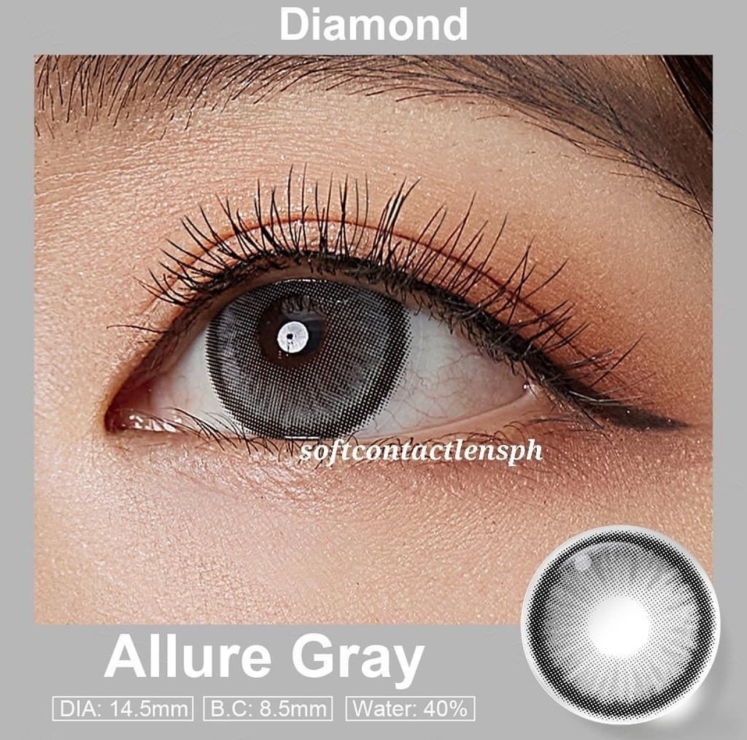 Diamond
softcontactlensph
Allure Gray
DIA: 14.5mm B.C: 8.5mm Water: 40%